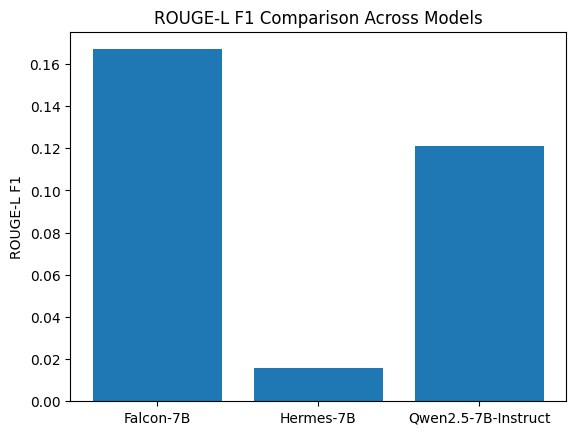 ROUGE-L F1 Comparison Across Models
ROUGE-L F1
0.16
0.14
0.12
0.10
0.08
0.06
0.04
0.02
0.00
Falcon-7B
Hermes-7B
Qwen2.5-7B-Instruct